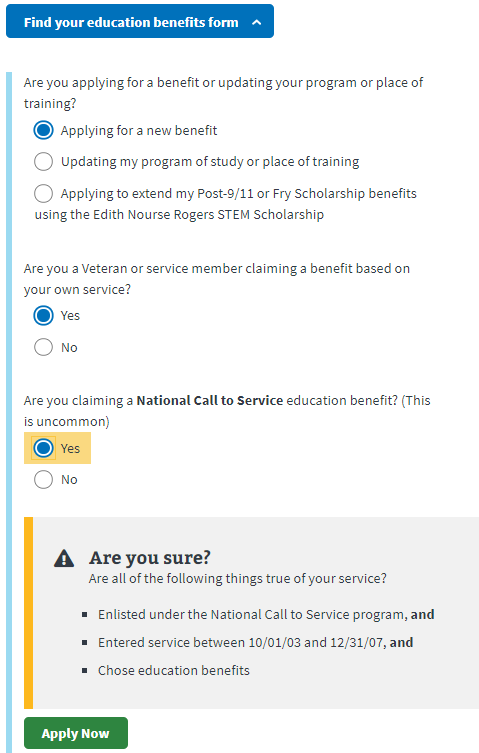 Find your education benefits form
Are you applying for a benefit or updating your program or place of
training?
Applying for a new benefit
Updating my program of study or place of training
Applying to extend my Post-9/11 or Fry Scholarship benefits
using the Edith Nourse Rogers STEM Scholarship
Are you a Veteran or service member claiming a benefit based on
your own service?
Yes
No
Are you claiming a National Call to Service education benefit? (This
is uncommon)
Yes
No
Are you sure?
Are all of the following things true of your service?
Enlisted under the National Call to Service program, and
Entered service between 10/01/03 and 12/31/07, and
Chose education benefits
Apply Now